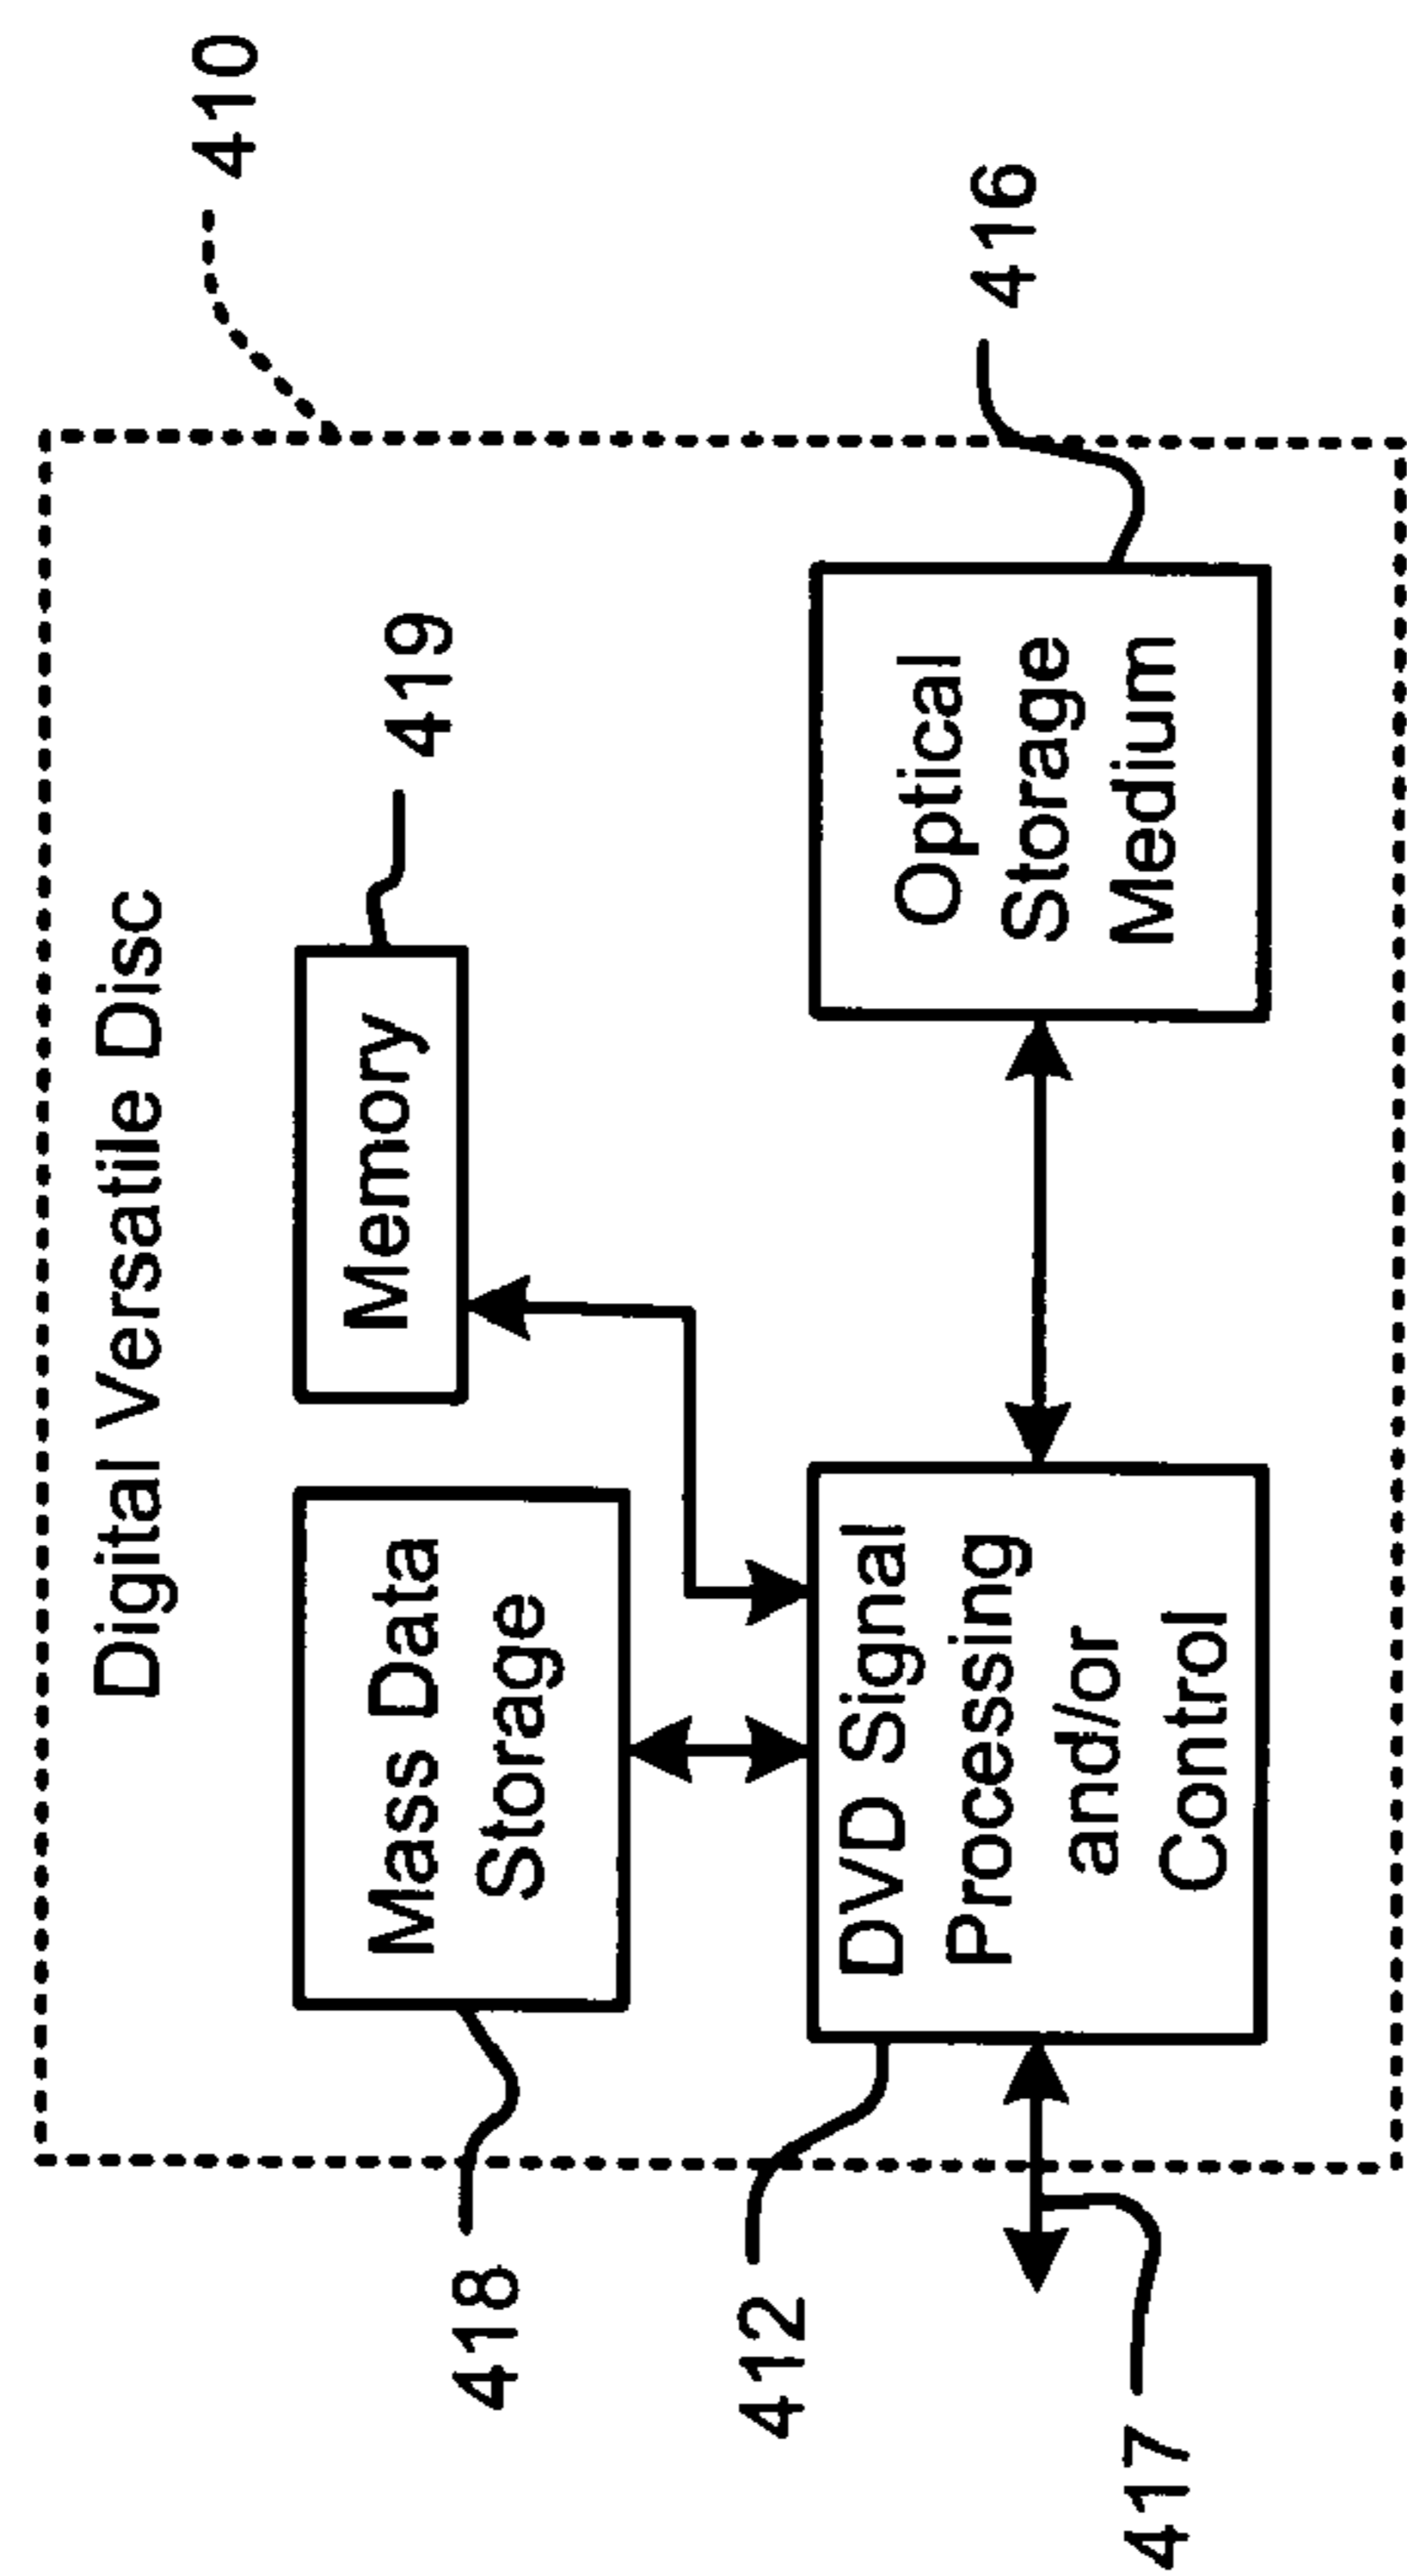 Digital Versatile Disc
410
Mass Data
Storage
Memory
419
418
DVD Signal
Processing
and/or
Control
Optical
Storage
Medium
416
412
417